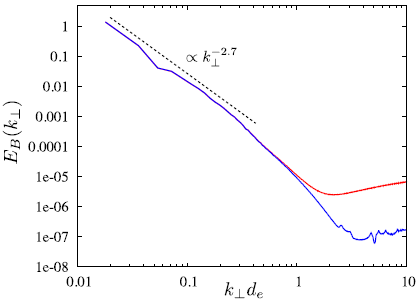 1
0.1
0.01
0.001
0.0001
1e-05
1e-06
1e-07
1e-08
E_B(k_⊥)
∝ k_⊥^{-2.7}
0.01 0.1 1 10
k_⊥d_e